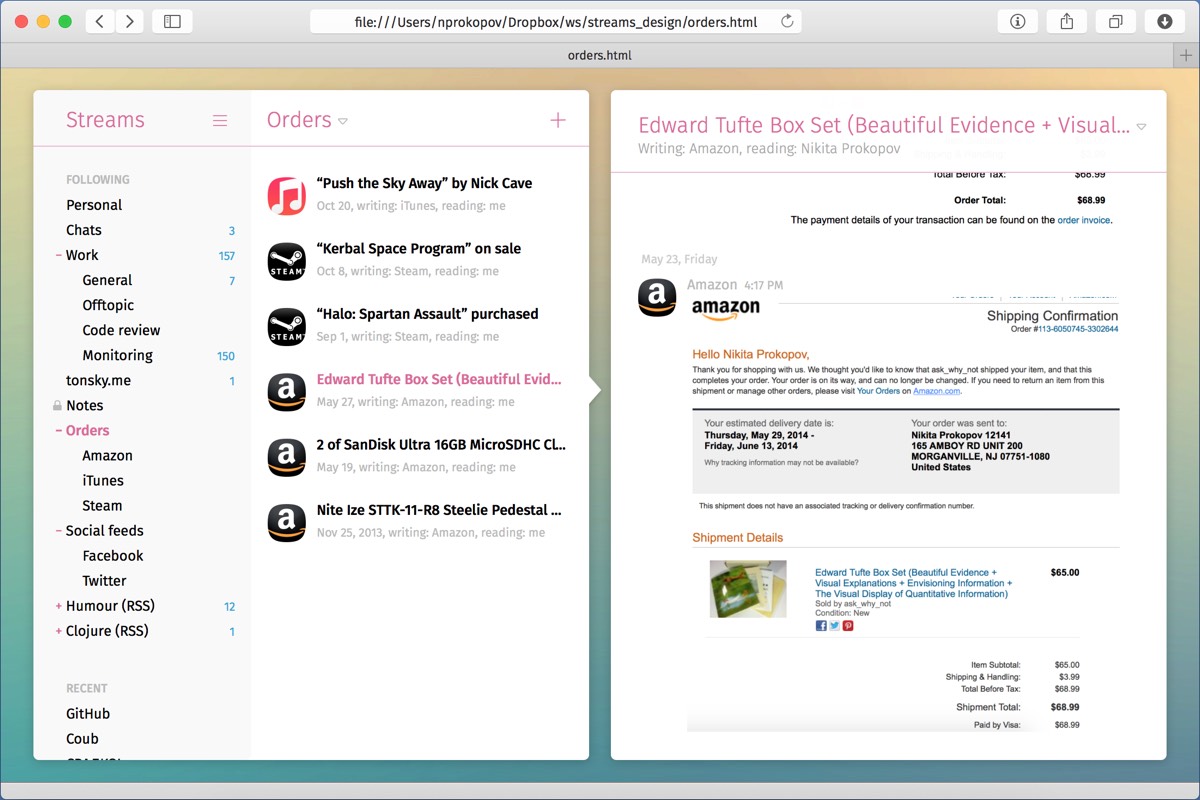 file:///Users/nprokopov/Dropbox/ws/streams_design/orders.html
orders.html
Streams
FOLLOWING
Personal
Chats 3
− Work 157
General 7
Offtopic
Code review
Monitoring 150
tonsky.me 1
Notes
− Orders
Amazon
iTunes
Steam
− Social feeds
Facebook
Twitter
+ Humour (RSS) 12
+ Clojure (RSS) 1
RECENT
GitHub
Coub
Orders
+
“Push the Sky Away” by Nick Cave
Oct 20, writing: iTunes, reading: me
STEAM
“Kerbal Space Program” on sale
Oct 8, writing: Steam, reading: me
STEAM
“Halo: Spartan Assault” purchased
Sep 1, writing: Steam, reading: me
a
Edward Tufte Box Set (Beautiful Evid...
May 27, writing: Amazon, reading: me
a
2 of SanDisk Ultra 16GB MicroSDHC Cl...
May 19, writing: Amazon, reading: me
a
Nite Ize STTK-11-R8 Steelie Pedestal ...
Nov 25, 2013, writing: Amazon, reading: me
Edward Tufte Box Set (Beautiful Evidence + Visual...
Writing: Amazon, reading: Nikita Prokopov
Total Before Tax: $68.99
Order Total: $68.99
The payment details of your transaction can be found on the order invoice.
May 23, Friday
a
Amazon 4:17 PM
amazon
Your Orders | Your Account | Amazon.com
Shipping Confirmation
Order #113-6050745-3302644
Hello Nikita Prokopov,
Thank you for shopping with us. We thought you'd like to know that ask_why_not shipped your item, and that this
completes your order. Your order is on its way, and can no longer be changed. If you need to return an item from this
shipment or manage other orders, please visit Your Orders on Amazon.com.
Your estimated delivery date is:
Thursday, May 29, 2014 -
Friday, June 13, 2014
Why tracking information may not be available?
Your order was sent to:
Nikita Prokopov 12141
165 AMBOY RD UNIT 200
MORGANVILLE, NJ 07751-1080
United States
This shipment does not have an associated tracking or delivery confirmation number.
Shipment Details
Edward Tufte Box Set (Beautiful Evidence + $65.00
Visual Explanations + Envisioning Information +
The Visual Display of Quantitative Information)
Sold by ask_why_not
Condition: New
Item Subtotal: $65.00
Shipping & Handling: $3.99
Total Before Tax: $68.99
Shipment Total: $68.99
Paid by Visa: $68.99